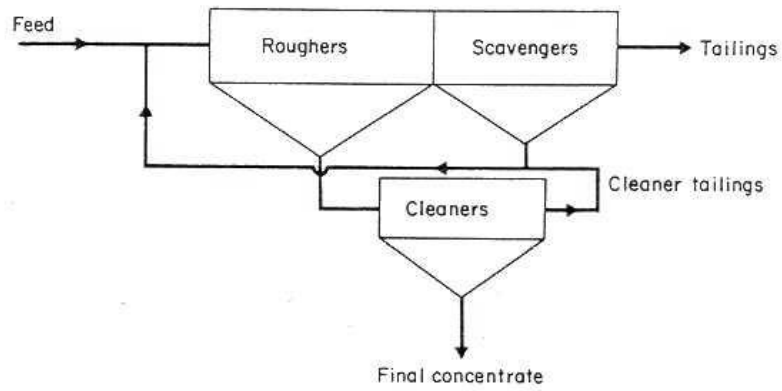 Feed
Roughers
Scavengers
Tailings
Cleaner tailings
Cleaners
Final concentrate